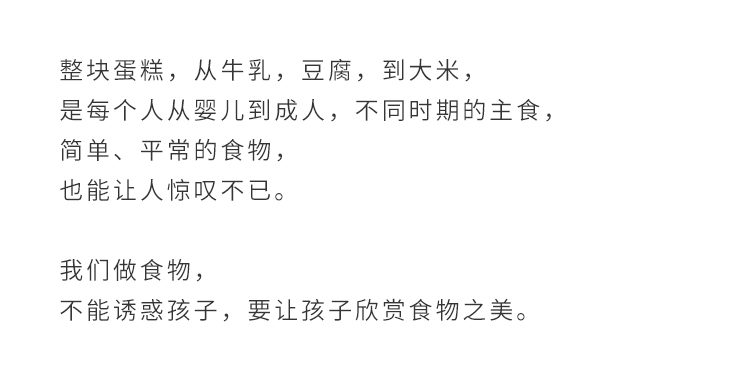 整块蛋糕，从牛乳，豆腐，到大米，
是每个人从婴儿到成人，不同时期的主食，
简单、平常的食物，
也能让人惊叹不已。
我们做食物，
不能诱惑孩子，要让孩子欣赏食物之美。